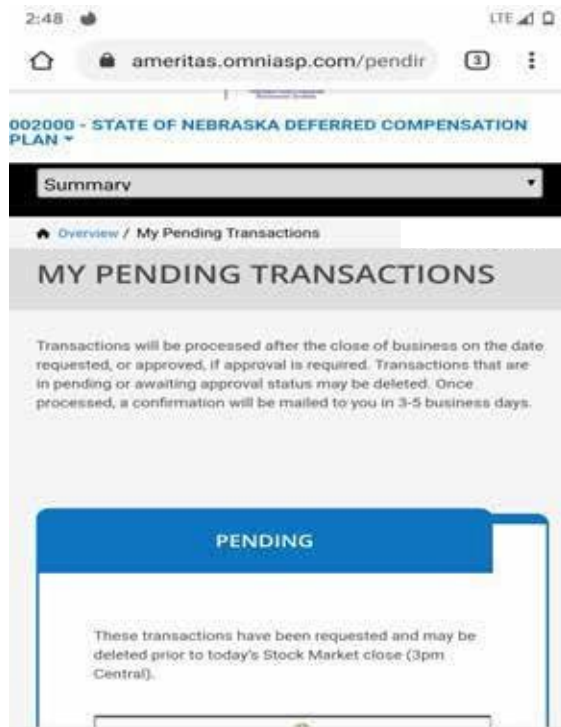 2:48 LTE
ameritas.omniasp.com/pendir 3
002000 - STATE OF NEBRASKA DEFERRED COMPENSATION
PLAN
Summary
Overview / My Pending Transactions
MY PENDING TRANSACTIONS
Transactions will be processed after the close of business on the date
requested, or approved, if approval is required. Transactions that are
in pending or awaiting approval status may be deleted. Once
processed, a confirmation will be mailed to you in 3-5 business days.
PENDING
These transactions have been requested and may be
deleted prior to today's Stock Market close (3pm
Central).